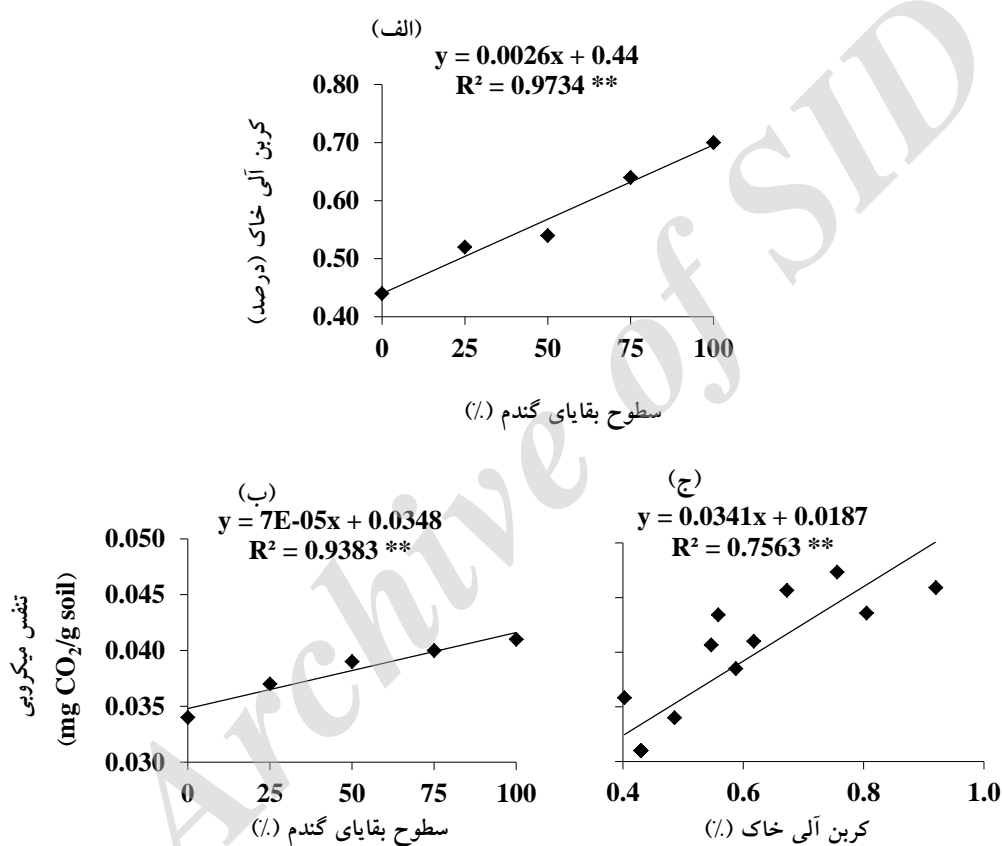 (الف)
y = 0.0026x + 0.44
R² = 0.9734 **
0.80
0.70
0.60
0.50
0.40
کربن آلی خاک (درصد)
0 25 50 75 100
سطوح بقایای گندم (٪)
(ب)
y = 7E-05x + 0.0348
R² = 0.9383 **
0.050
0.045
0.040
0.035
0.030
تنفس میکروبی
(mg CO₂/g soil)
0 25 50 75 100
سطوح بقایای گندم (٪)
(ج)
y = 0.0341x + 0.0187
R² = 0.7563 **
0.4 0.6 0.8 1.0
کربن آلی خاک (٪)
Archive of SID